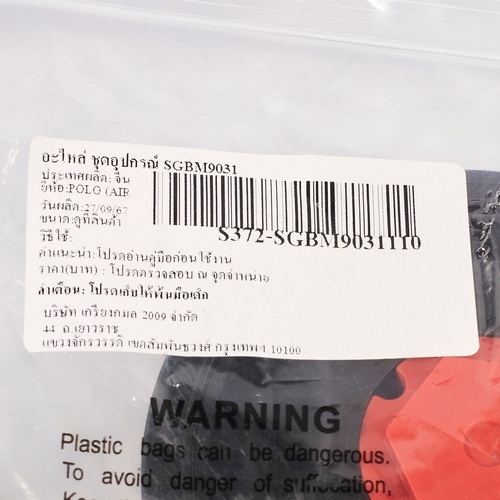 อะไหล่ ชุดอุปกรณ์ SGBM9031
ประเทศผลิต: จีน
ยี่ห้อ:POLO (AIR
วันผลิต:27/09/67
ขนาด:ดูที่สินค้า
วิธีใช้:
S372-SGBM9031110
คำแนะนำ:โปรดอ่านคู่มือก่อนใช้งาน
ราคา(บาท) : โปรดตรวจสอบ ณ จุดจำหน่าย
คำเตือน: โปรดเก็บให้พ้นมือเด็ก
บริษัท เกรียงกมล 2009 จำกัด
44 ถ.เยาวราช
แขวงจักรวรรดิ เขตสัมพันธวงศ์ กรุงเทพฯ 10100
WARNING
Plastic bags can be dangerous.
To avoid danger of suffocation,